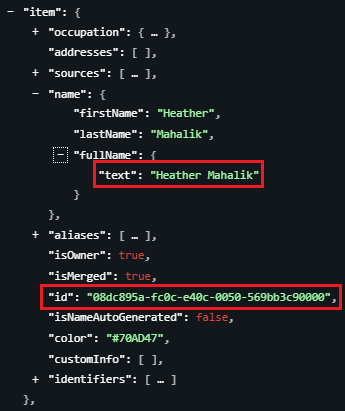 − "item": {
+ "occupation": { … },
"addresses": [ ],
+ "sources": [ … ],
− "name": {
"firstName": "Heather",
"lastName": "Mahalik",
− "fullName": {
"text": "Heather Mahalik"
}
},
+ "aliases": [ … ],
"isOwner": true,
"isMerged": true,
"id": "08dc895a-fc0c-e40c-0050-569bb3c90000",
"isNameAutoGenerated": false,
"color": "#70AD47",
"customInfo": [ ],
+ "identifiers": [ … ]
},